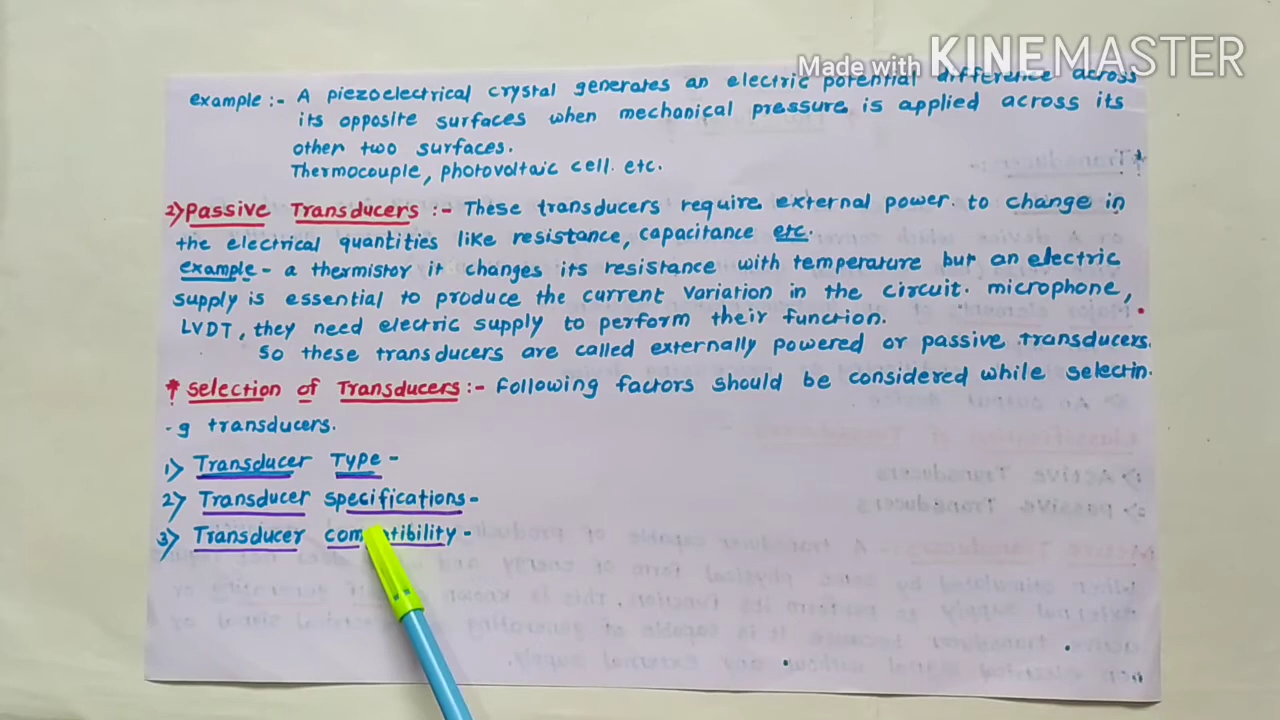 Made with KINEMASTER
example :- A piezoelectrical crystal generates an electric potential difference across
its opposite surfaces when mechanical pressure is applied across its
other two surfaces.
Thermocouple, photovoltaic cell. etc.
2) Passive Transducers :- These transducers require external power. to change in
the electrical quantities like resistance, capacitance etc.
example - a thermistor it changes its resistance with temperature but an electric
supply is essential to produce the current variation in the circuit. microphone,
LVDT, they need electric supply to perform their function.
So these transducers are called externally powered or passive transducers.
* Selection of Transducers :- Following factors should be considered while selectin.
-g transducers.
1) Transducer Type -
2) Transducer specifications -
3) Transducer compatibility -